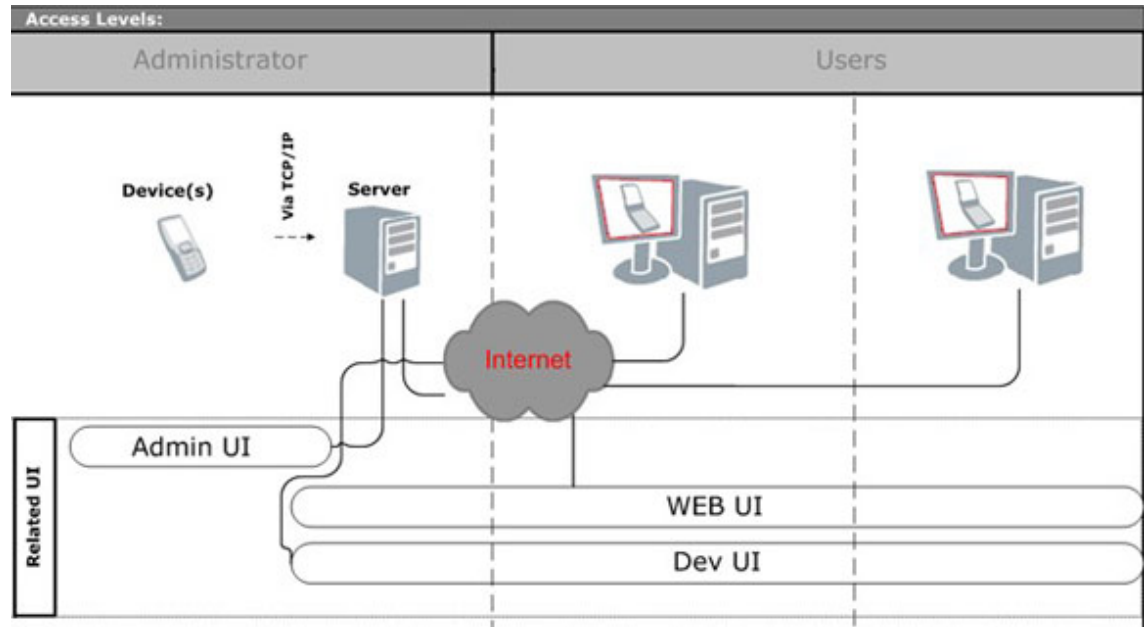 Access Levels:
Administrator
Users
Via TCP/IP
Device(s)
Server
Internet
Related UI
Admin UI
WEB UI
Dev UI